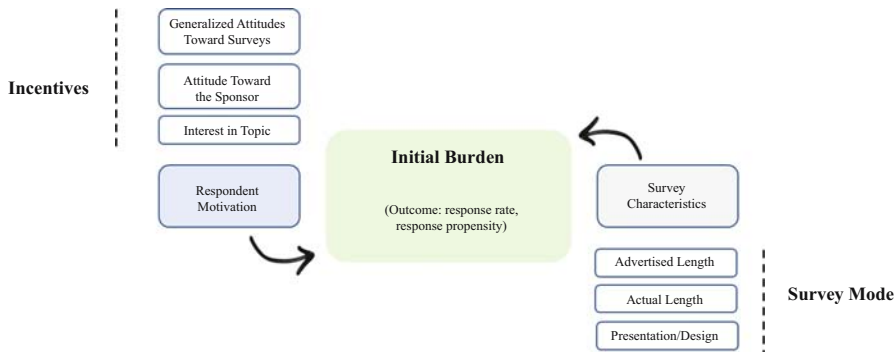 Generalized Attitudes
Toward Surveys
Incentives
Attitude Toward
the Sponsor
Interest in Topic
Respondent
Motivation
Initial Burden
(Outcome: response rate,
response propensity)
Survey
Characteristics
Advertised Length
Actual Length
Presentation/Design
Survey Mode